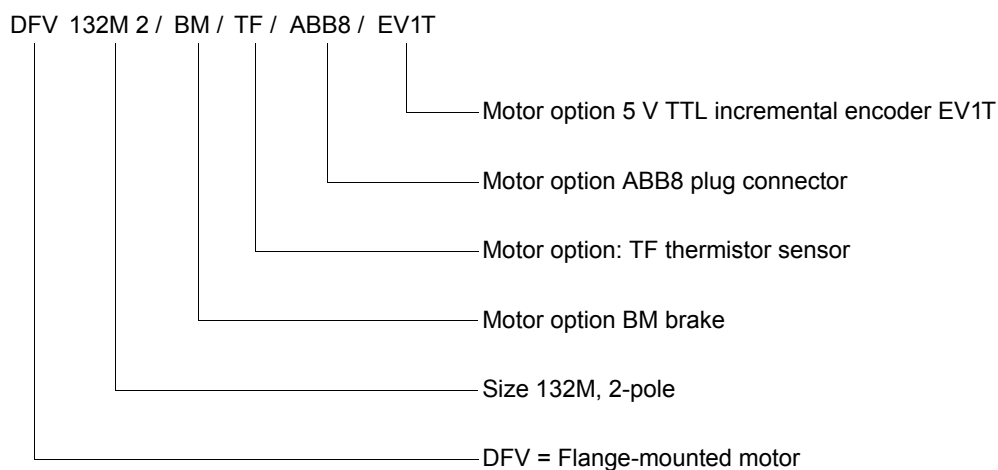 DFV 132M 2 / BM / TF / ABB8 / EV1T
Motor option 5 V TTL incremental encoder EV1T
Motor option ABB8 plug connector
Motor option: TF thermistor sensor
Motor option BM brake
Size 132M, 2-pole
DFV = Flange-mounted motor